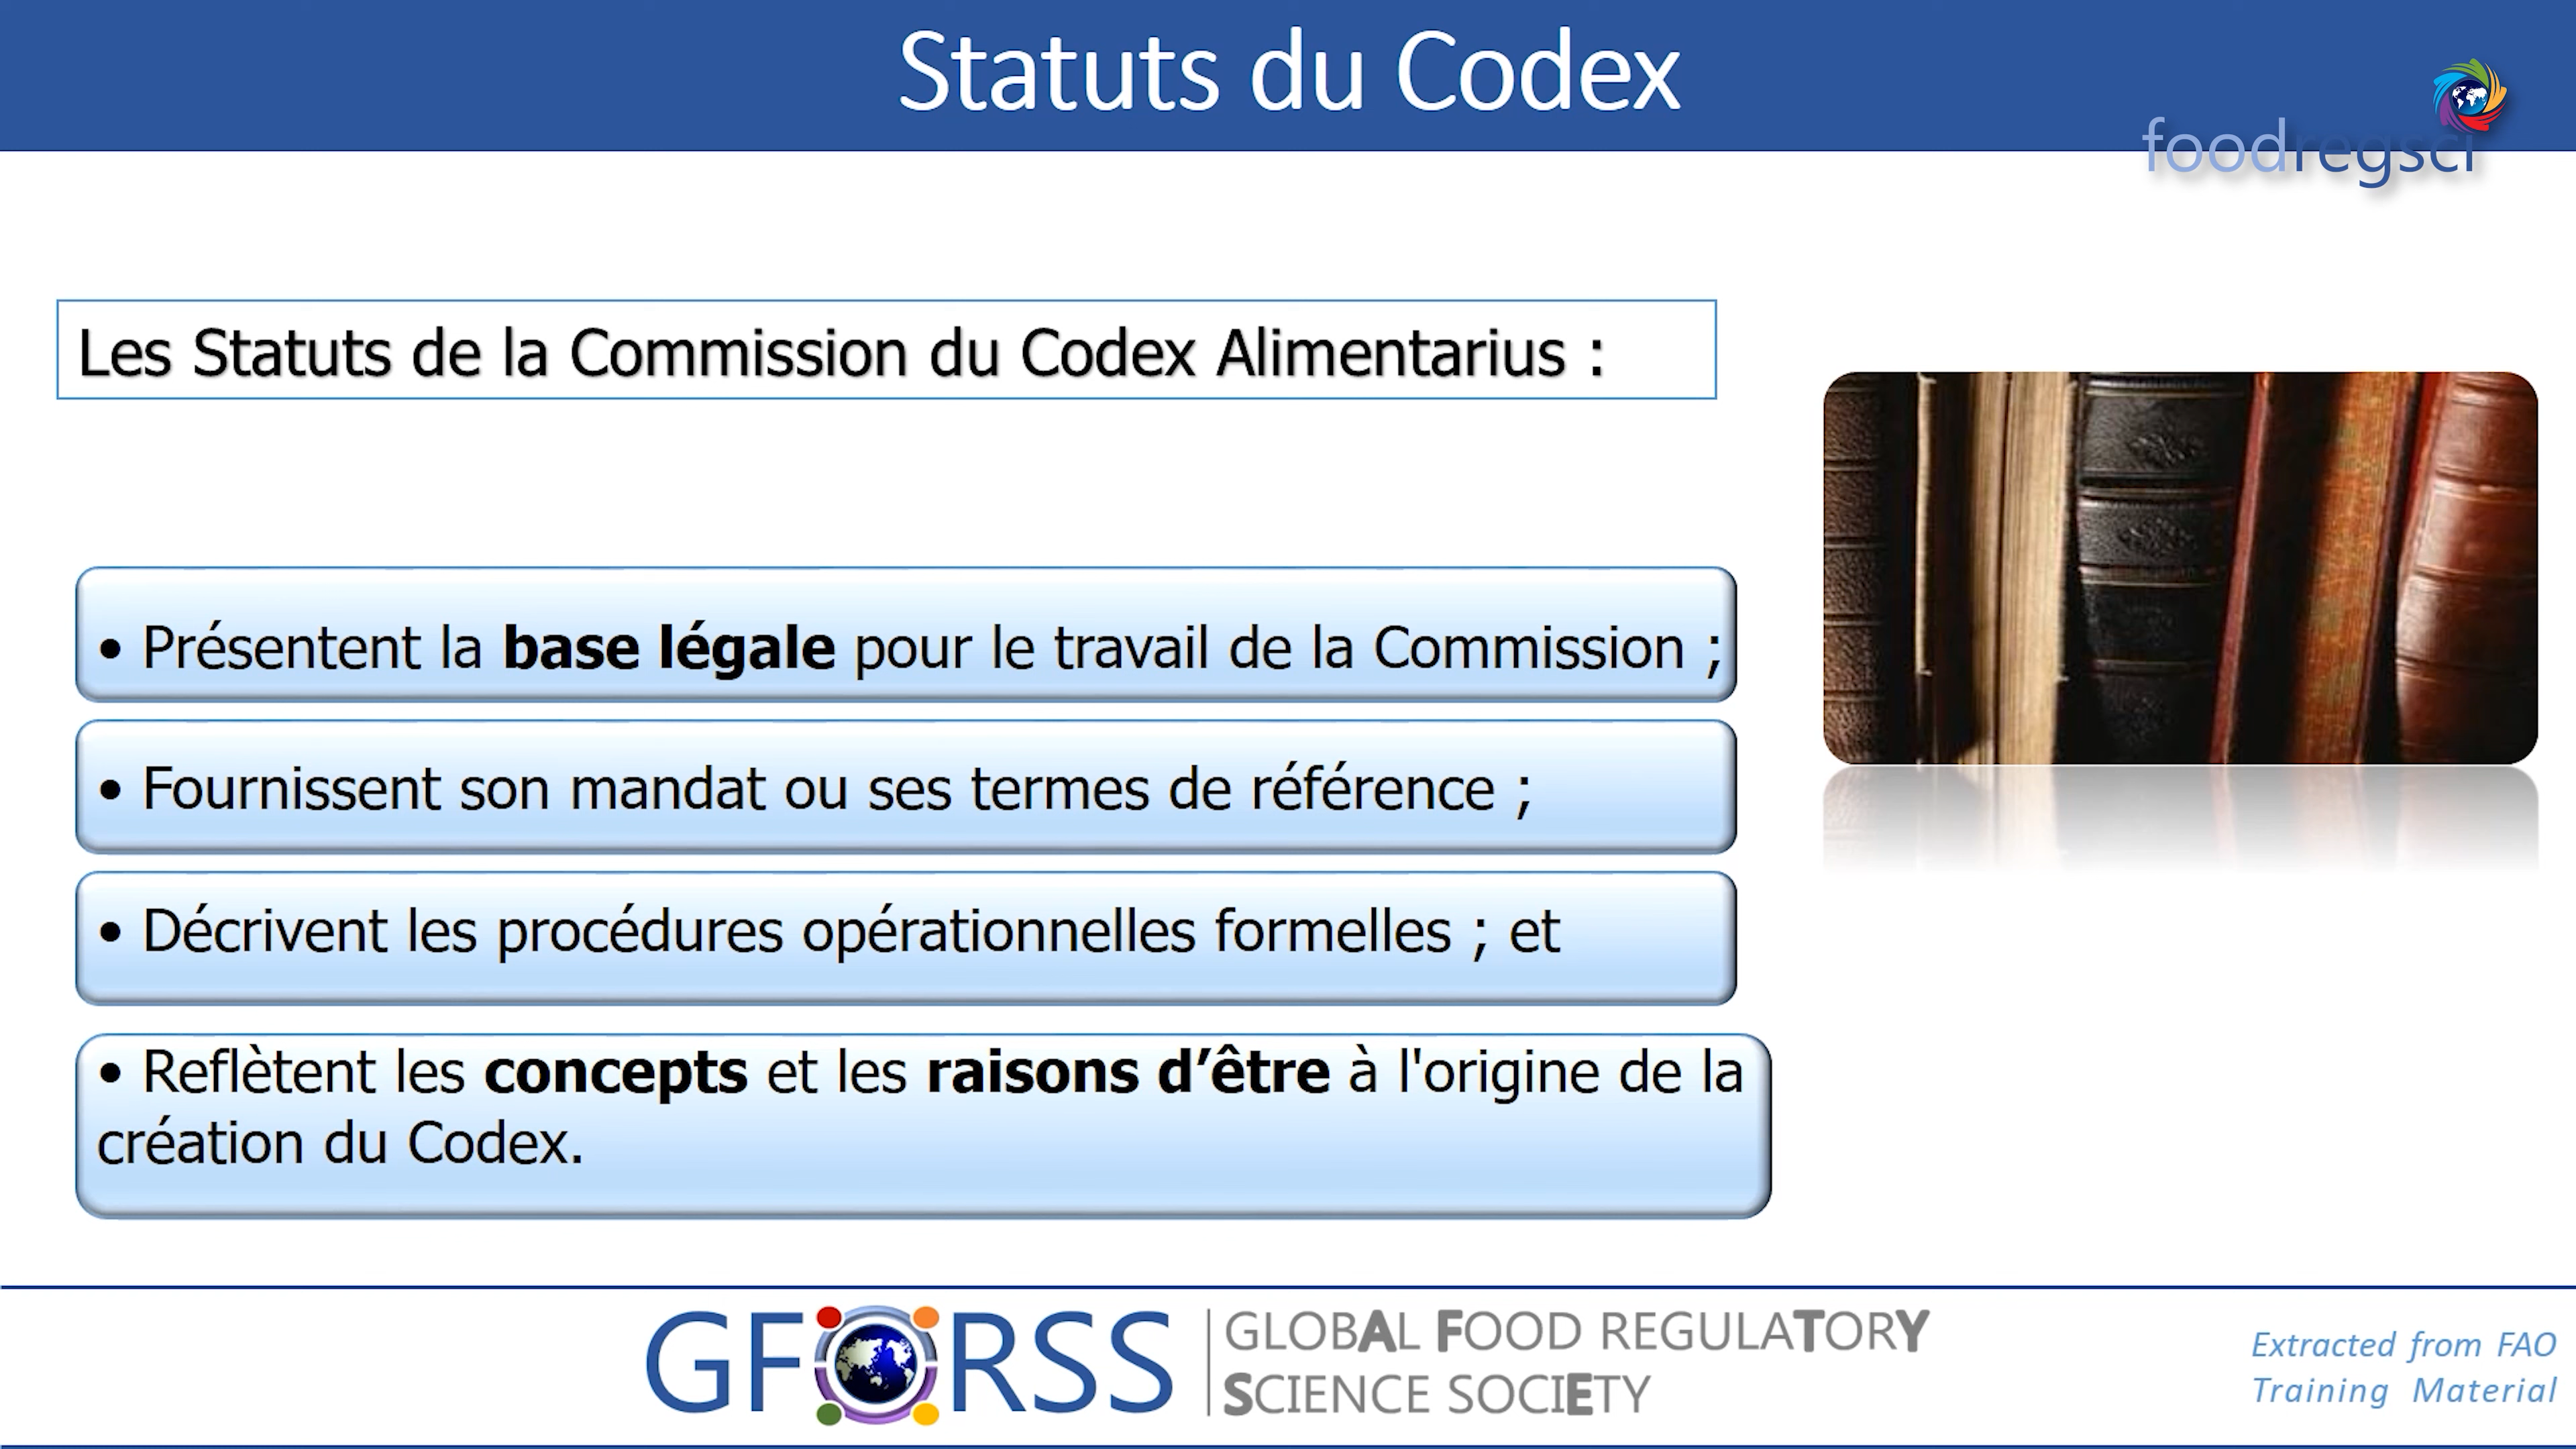 Statuts du Codex
foodregsci
Les Statuts de la Commission du Codex Alimentarius :
• Présentent la base légale pour le travail de la Commission ;
• Fournissent son mandat ou ses termes de référence ;
• Décrivent les procédures opérationnelles formelles ; et
• Reflètent les concepts et les raisons d’être à l'origine de la
création du Codex.
GFORSS
GLOBAL FOOD REGULATORY
SCIENCE SOCIETY
Extracted from FAO
Training Material